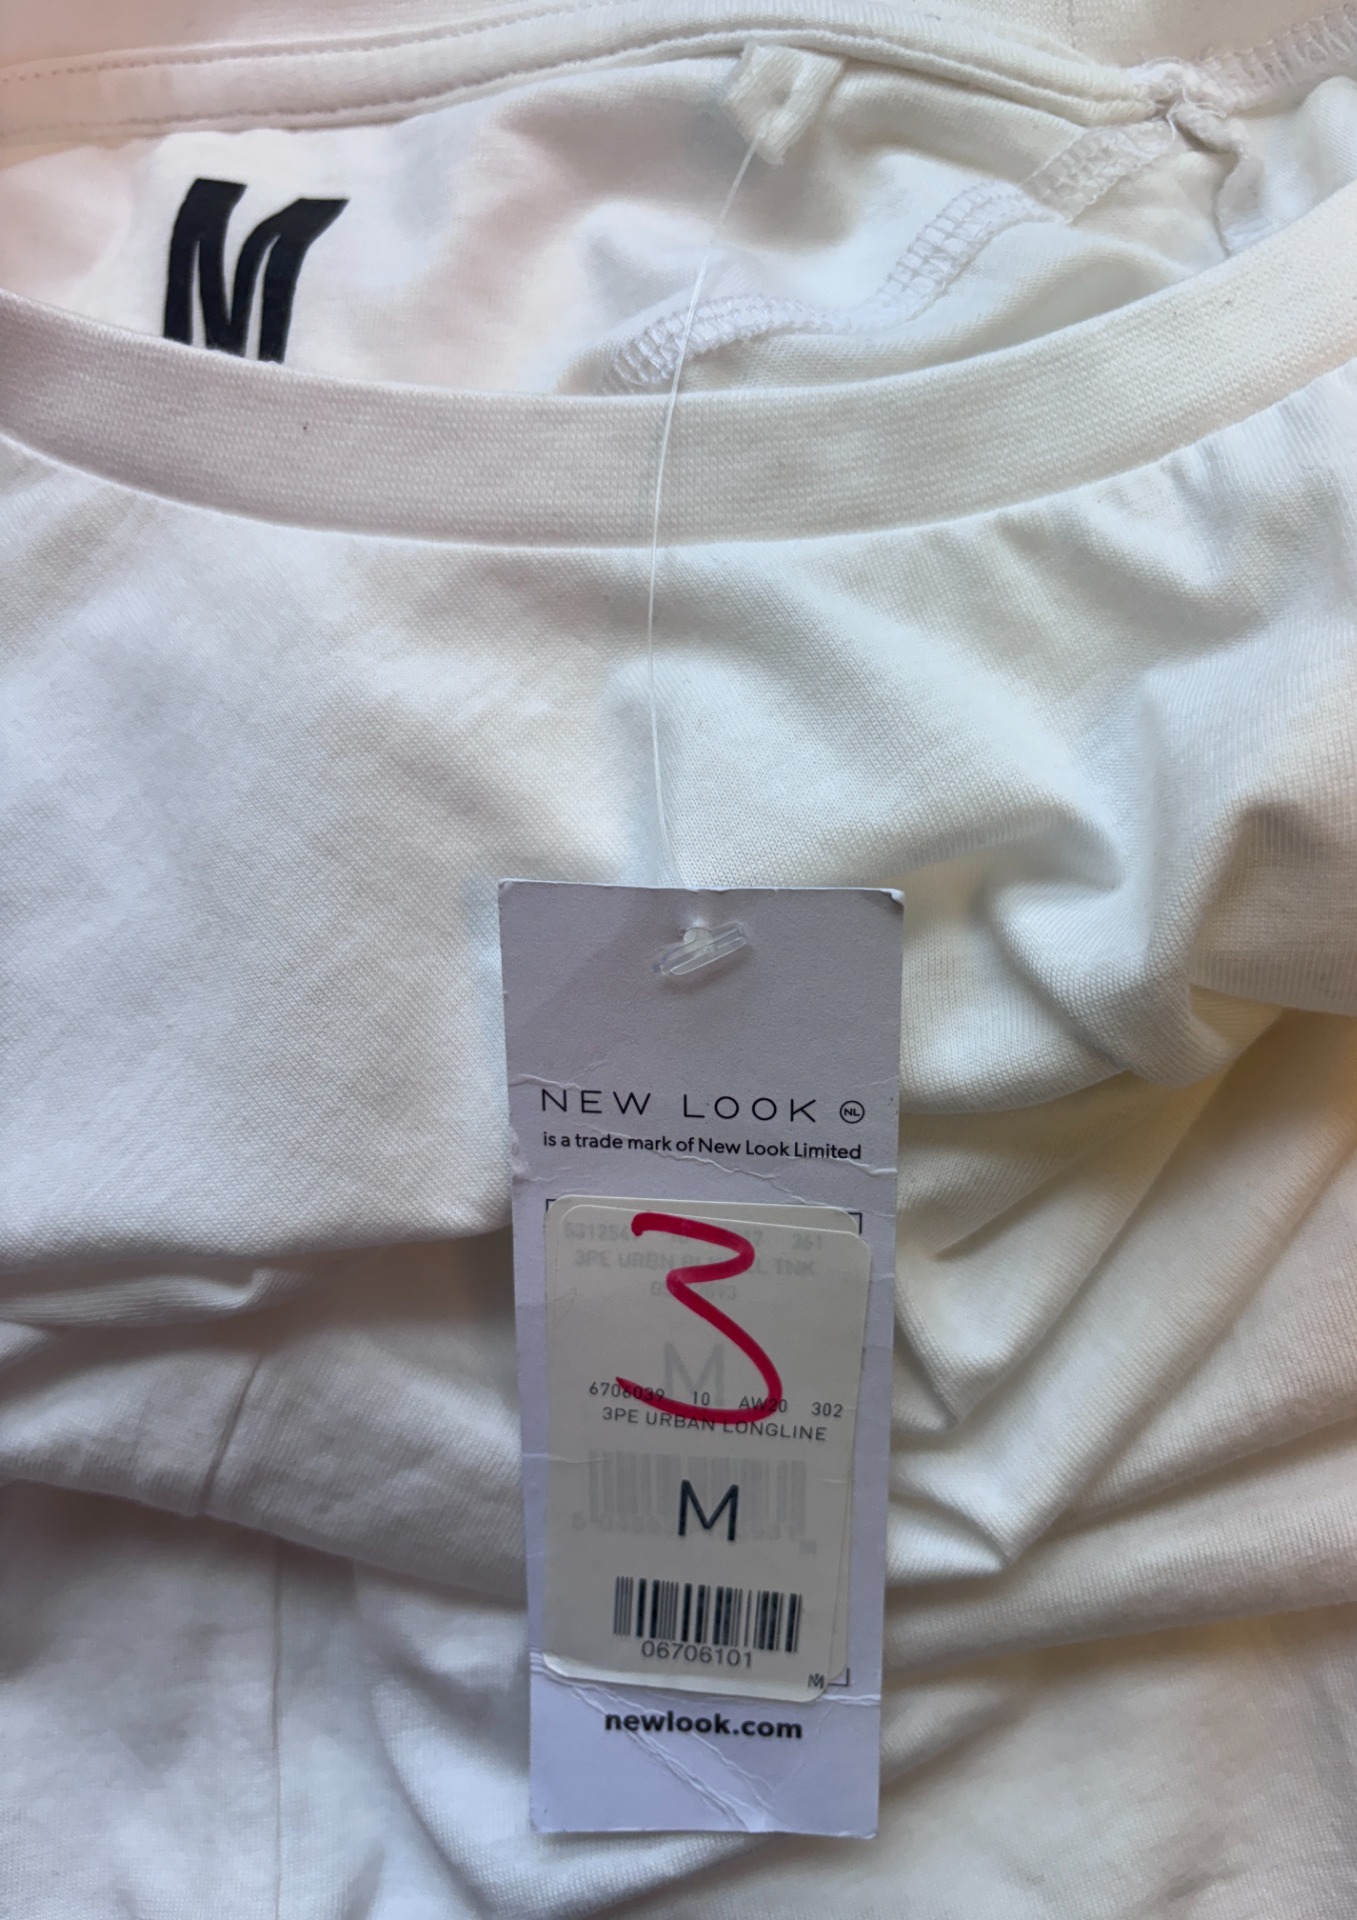 M
NEW LOOK NL
is a trade mark of New Look Limited
3
M
6706039 10 AW20 302
3PE URBAN LONGLINE
M
06706101
M
newlook.com